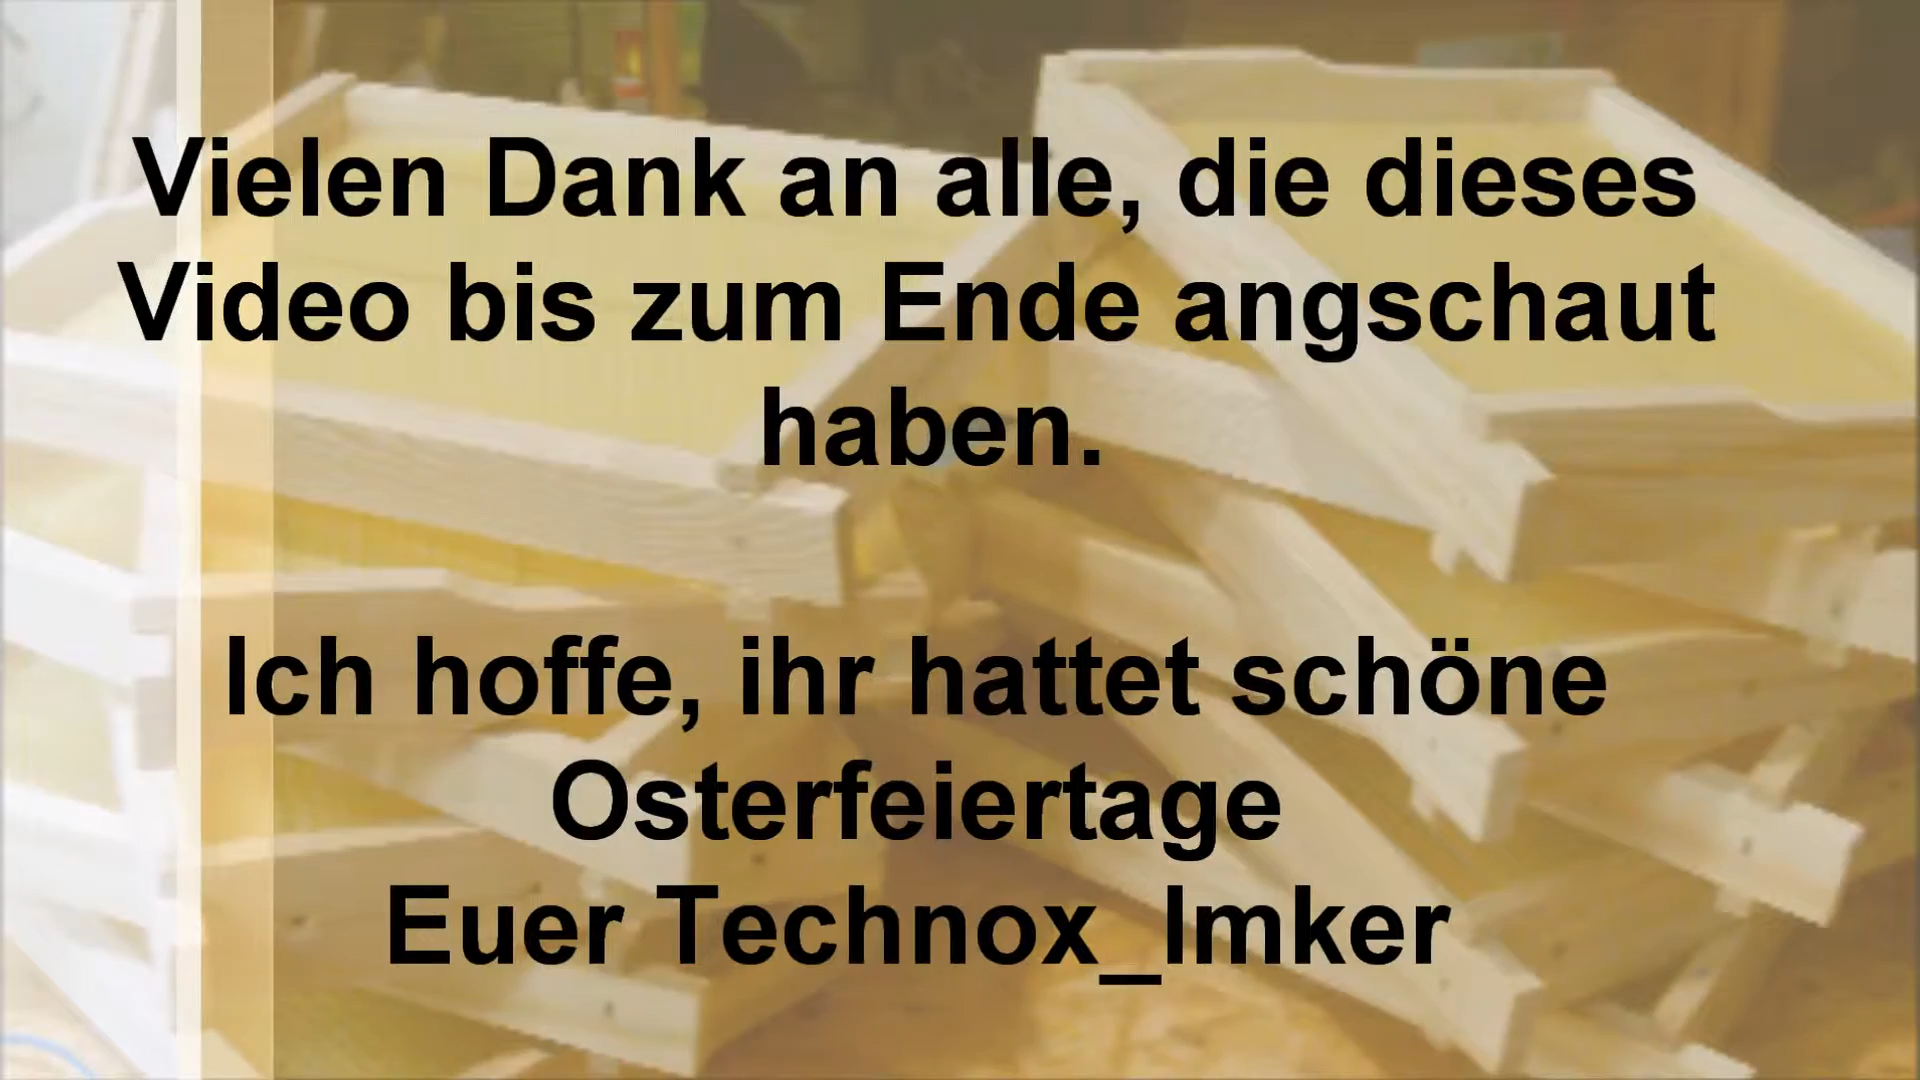 Vielen Dank an alle, die dieses
Video bis zum Ende angschaut
haben.
Ich hoffe, ihr hattet schöne
Osterfeiertage
Euer Technox_Imker